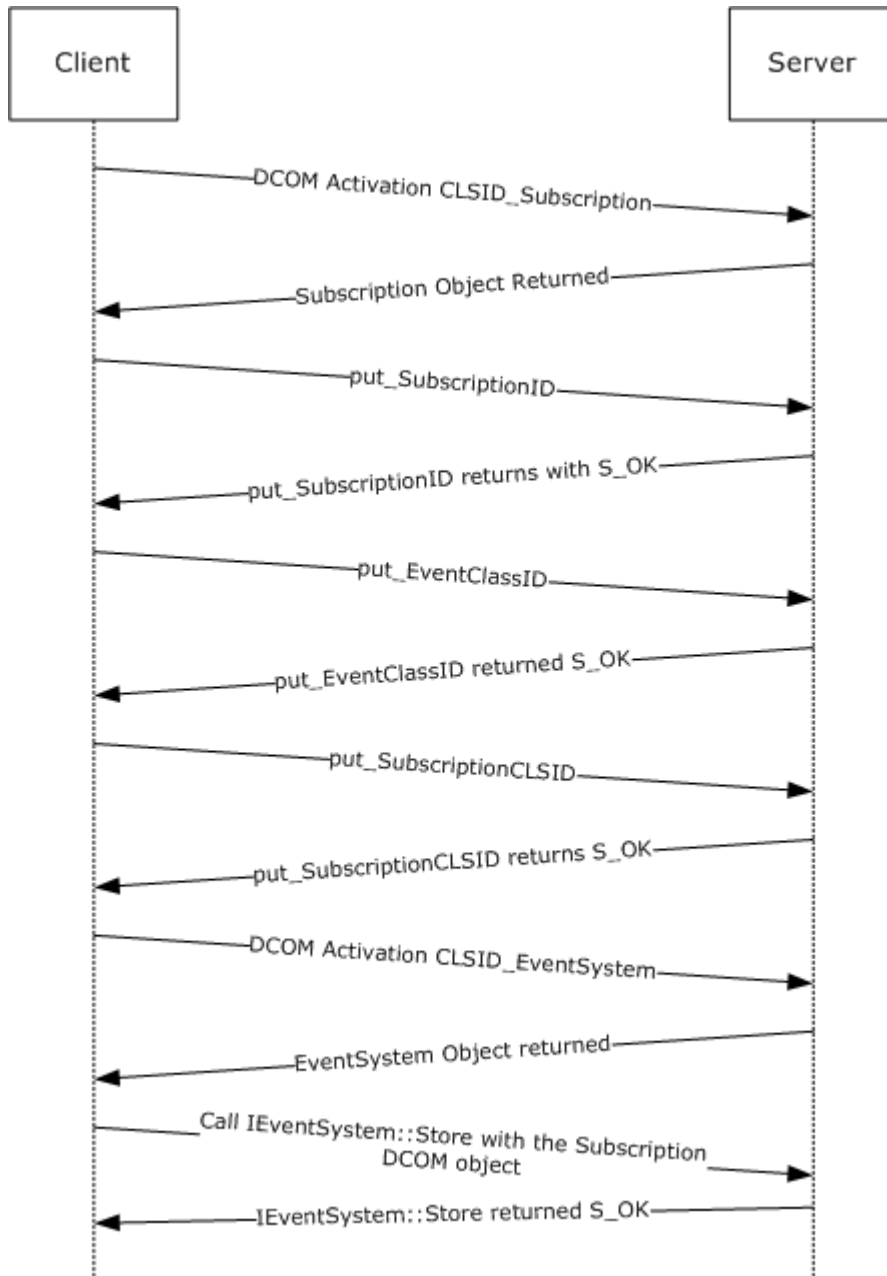 Client
Server
DCOM Activation CLSID_Subscription
Subscription Object Returned
put_SubscriptionID
put_SubscriptionID returns with S_OK
put_EventClassID
put_EventClassID returned S_OK
put_SubscriptionCLSID
put_SubscriptionCLSID returns S_OK
DCOM Activation CLSID_EventSystem
EventSystem Object returned
Call IEventSystem::Store with the Subscription
DCOM object
IEventSystem::Store returned S_OK